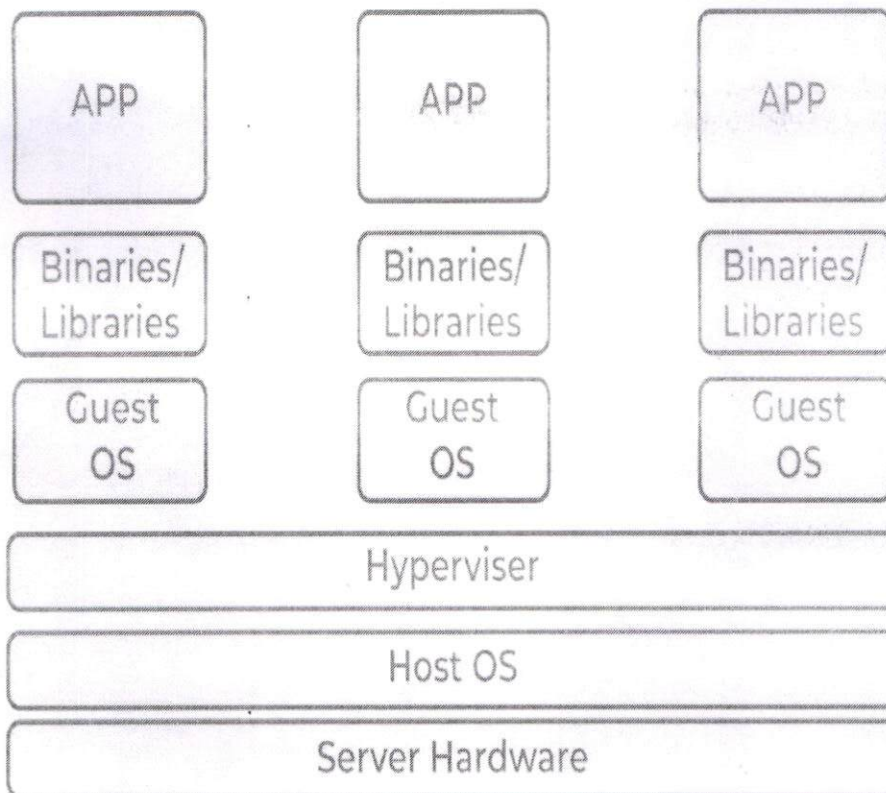 APP APP APP
Binaries/ Binaries/ Binaries/
Libraries Libraries Libraries
Guest Guest Guest
OS OS OS
Hyperviser
Host OS
Server Hardware